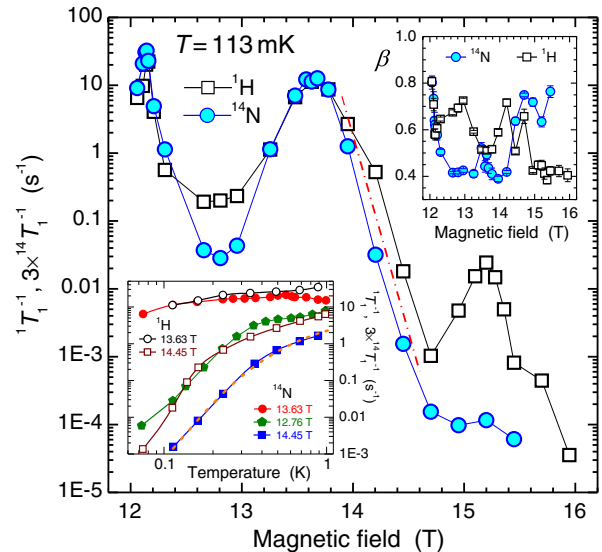 100
10
1
0.1
0.01
1E-3
1E-4
1E-5
¹T₁⁻¹, 3×¹⁴T₁⁻¹ (s⁻¹)
T = 113 mK
¹H
¹⁴N
12 13 14 15 16
Magnetic field (T)
β
1.0
0.8
0.6
0.4
¹⁴N ¹H
12 13 14 15 16
Magnetic field (T)
¹H
13.63 T
14.45 T
¹⁴N
13.63 T
12.76 T
14.45 T
10
1
0.1
0.01
1E-3
¹T₁⁻¹, 3×¹⁴T₁⁻¹ (s⁻¹)
0.1 1
Temperature (K)